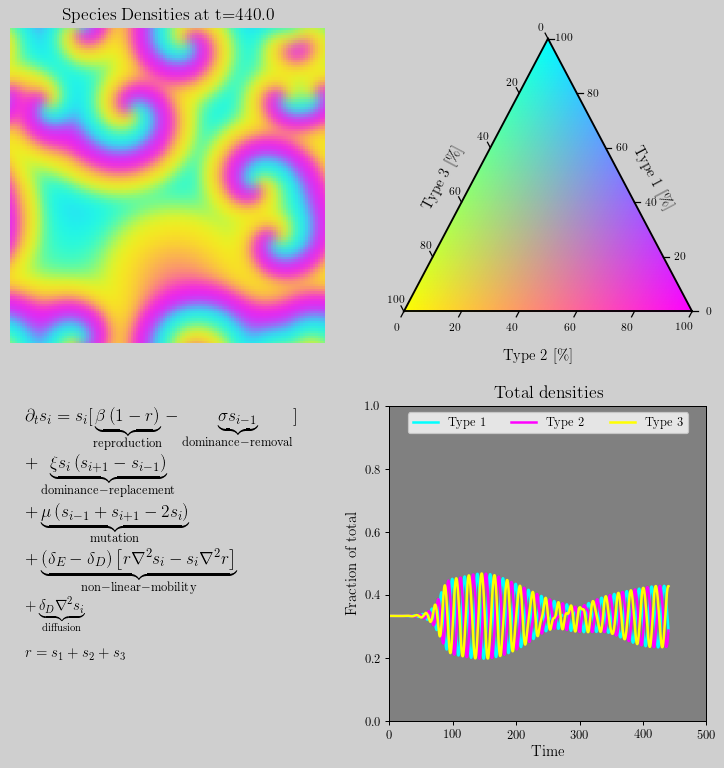 Species Densities at t=440.0
0
100
20
80
40
60
Type 3 [%]
Type 1 [%]
60
40
80
20
100
0
0
20
40
60
80
100
Type 2 [%]
∂ₜsᵢ = sᵢ[ β (1 − r) − σsᵢ₋₁ ]
reproduction dominance−removal
+ ξsᵢ (sᵢ₊₁ − sᵢ₋₁)
dominance−replacement
+ μ (sᵢ₋₁ + sᵢ₊₁ − 2sᵢ)
mutation
+ (δ_E − δ_D) [r∇²sᵢ − sᵢ∇²r]
non−linear−mobility
+ δ_D∇²sᵢ
diffusion
r = s₁ + s₂ + s₃
Total densities
Type 1 Type 2 Type 3
1.0
0.8
0.6
0.4
0.2
0.0
Fraction of total
0 100 200 300 400 500
Time